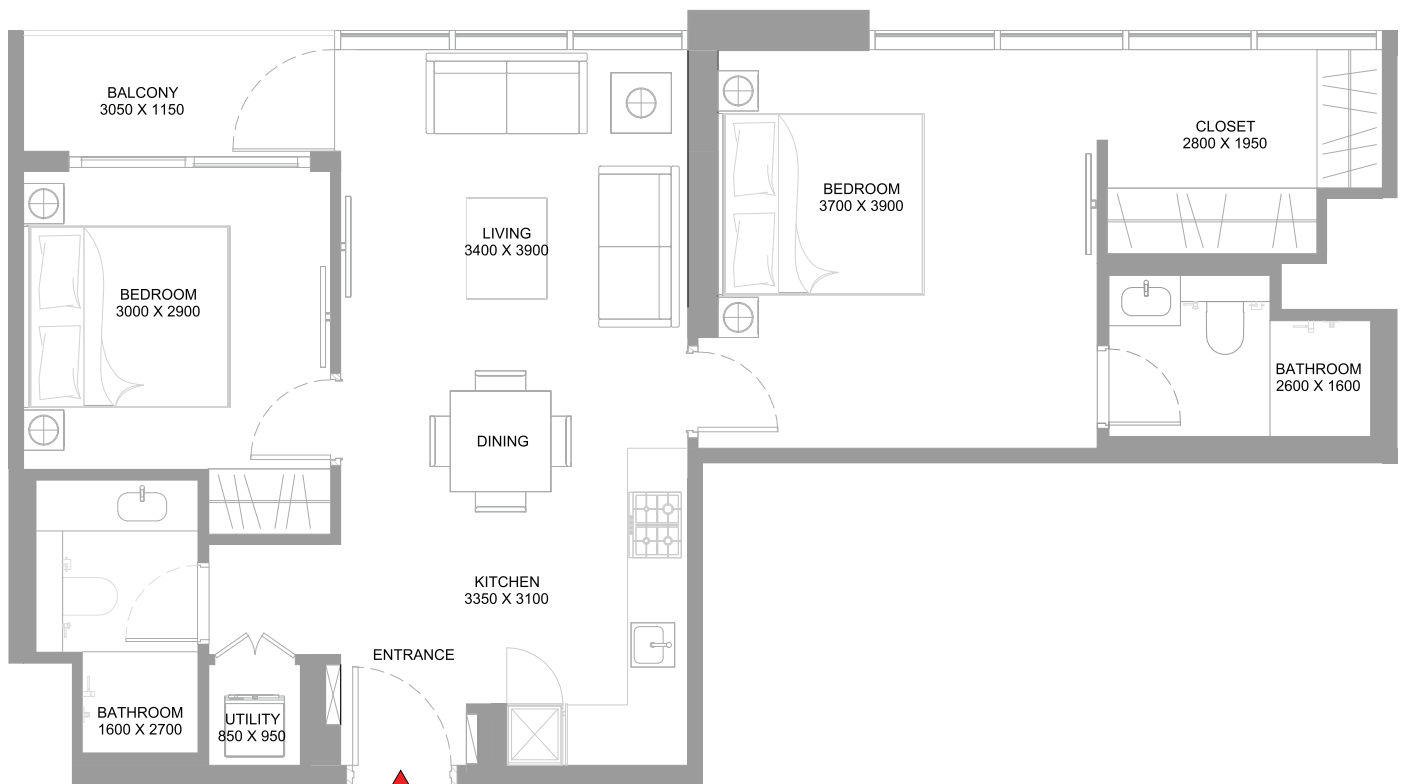 BALCONY
3050 X 1150
CLOSET
2800 X 1950
BEDROOM
3700 X 3900
LIVING
3400 X 3900
BEDROOM
3000 X 2900
BATHROOM
2600 X 1600
DINING
KITCHEN
3350 X 3100
ENTRANCE
BATHROOM
1600 X 2700
UTILITY
850 X 950